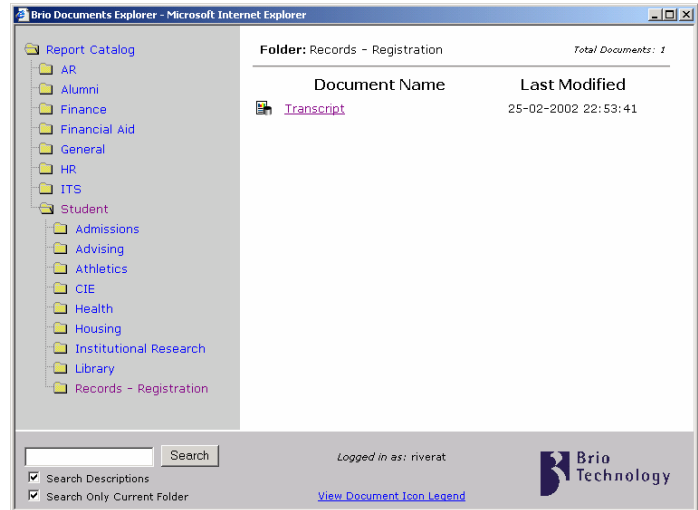 Brio Documents Explorer - Microsoft Internet Explorer
Report Catalog
AR
Alumni
Finance
Financial Aid
General
HR
ITS
Student
Admissions
Advising
Athletics
CIE
Health
Housing
Institutional Research
Library
Records - Registration
Folder: Records - Registration Total Documents: 1
Document Name Last Modified
Transcript 25-02-2002 22:53:41
Search
Search Descriptions
Search Only Current Folder
Logged in as: riverat
View Document Icon Legend
Brio
Technology